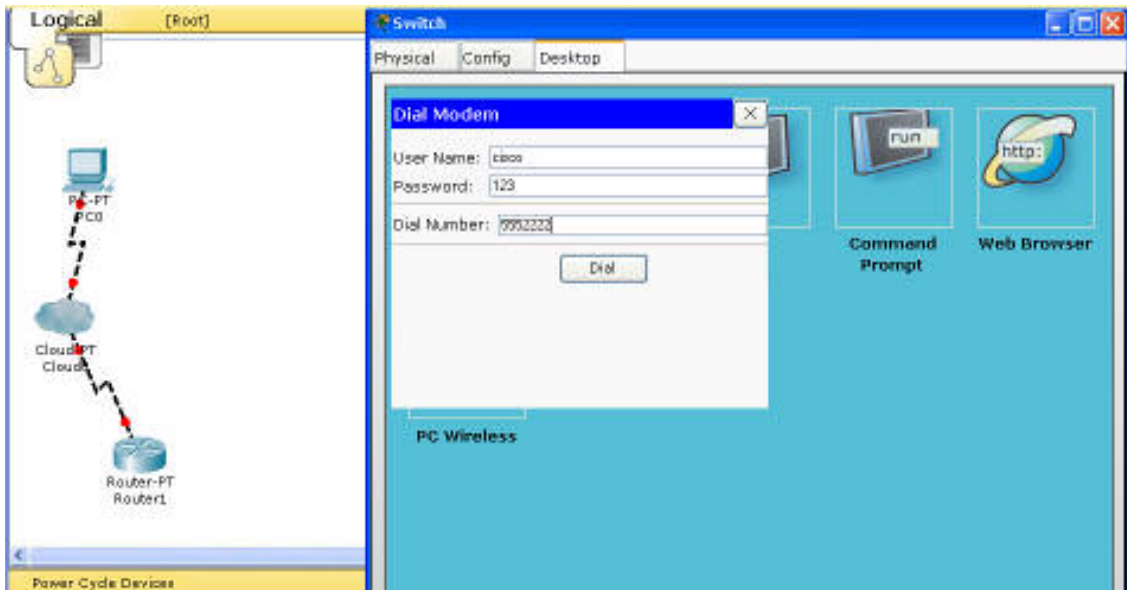 Logical [Root]
PC-PT
PC0
Cloud-PT
Router-PT
Router1
Power Cycle Devices
Switch
Physical Config Desktop
Dial Modem
User Name: cisco
Password: 123
Dial Number: 5552222
Dial
run
http:
Command
Prompt
Web Browser
PC Wireless